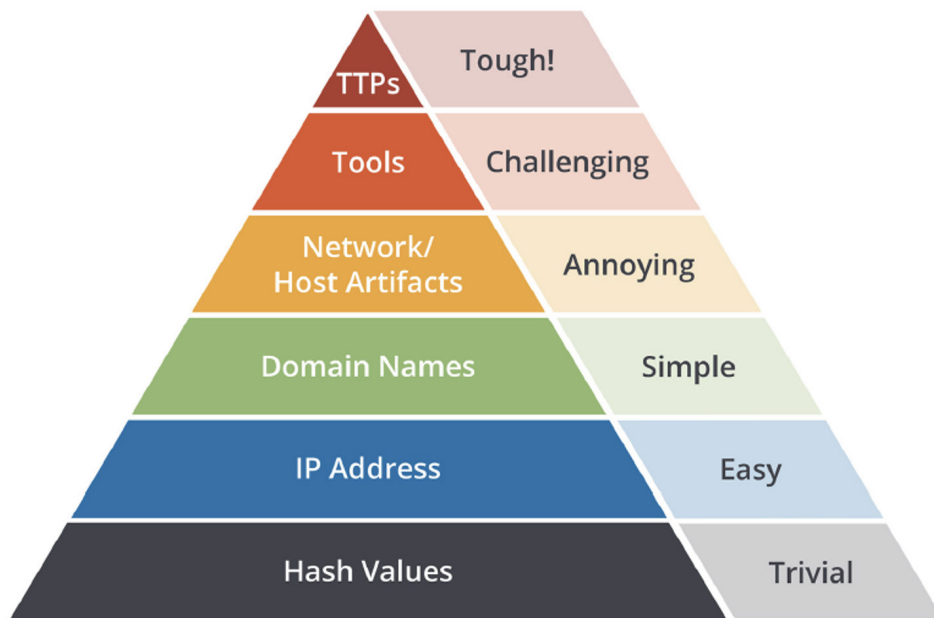 TTPs
Tough!
Tools
Challenging
Network/
Host Artifacts
Annoying
Domain Names
Simple
IP Address
Easy
Hash Values
Trivial